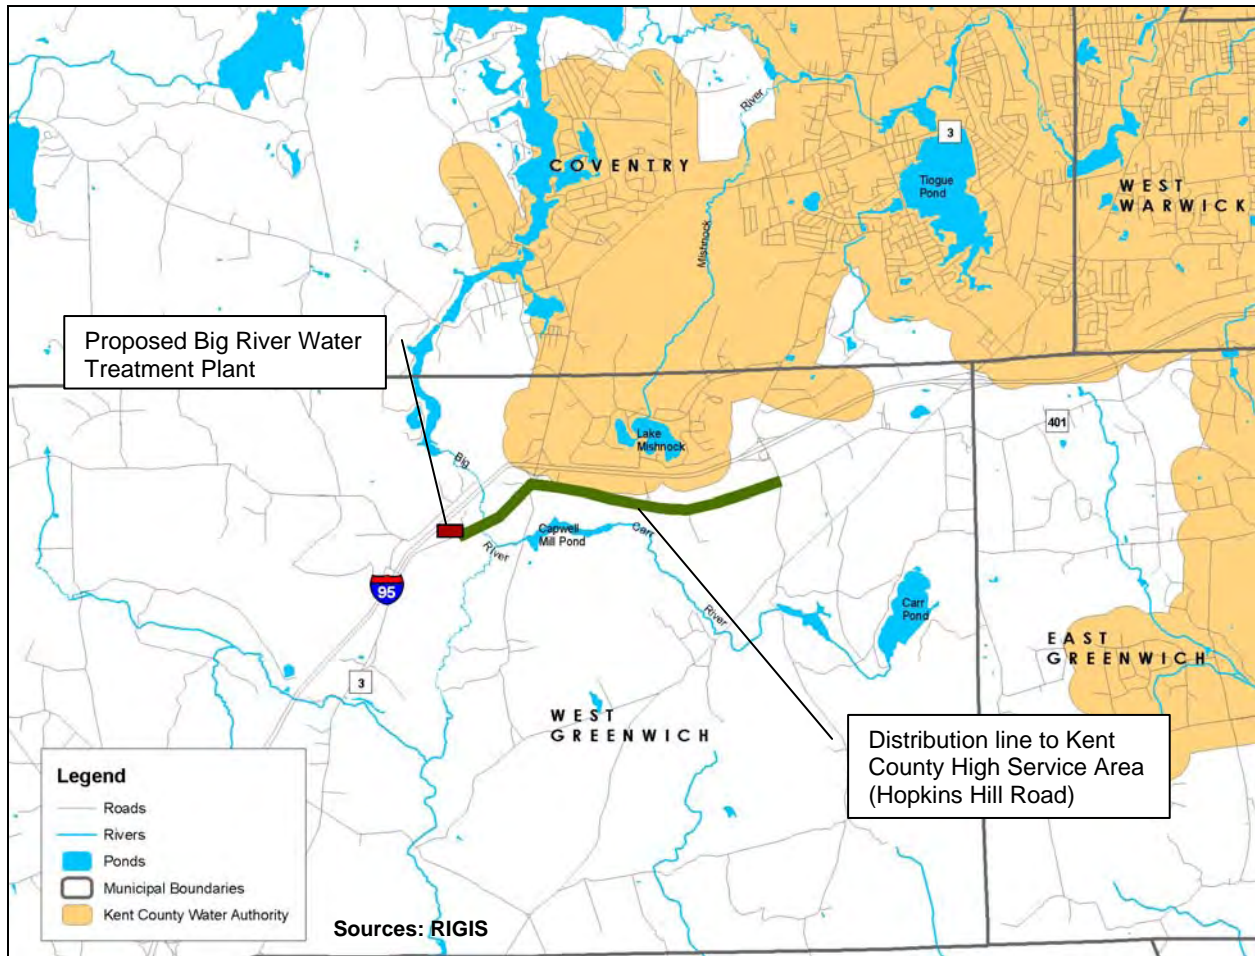 River
3
COVENTRY
Tiogue
Pond
WEST
WARWICK
Mishnock
Proposed Big River Water
Treatment Plant
Lake
Mishnock
401
Big
Capwell
Mill Pond
Carr
River
95
River
Carr
Pond
EAST
GREENWICH
3
WEST
GREENWICH
Distribution line to Kent
County High Service Area
(Hopkins Hill Road)
Legend
Roads
Rivers
Ponds
Municipal Boundaries
Kent County Water Authority
Sources: RIGIS